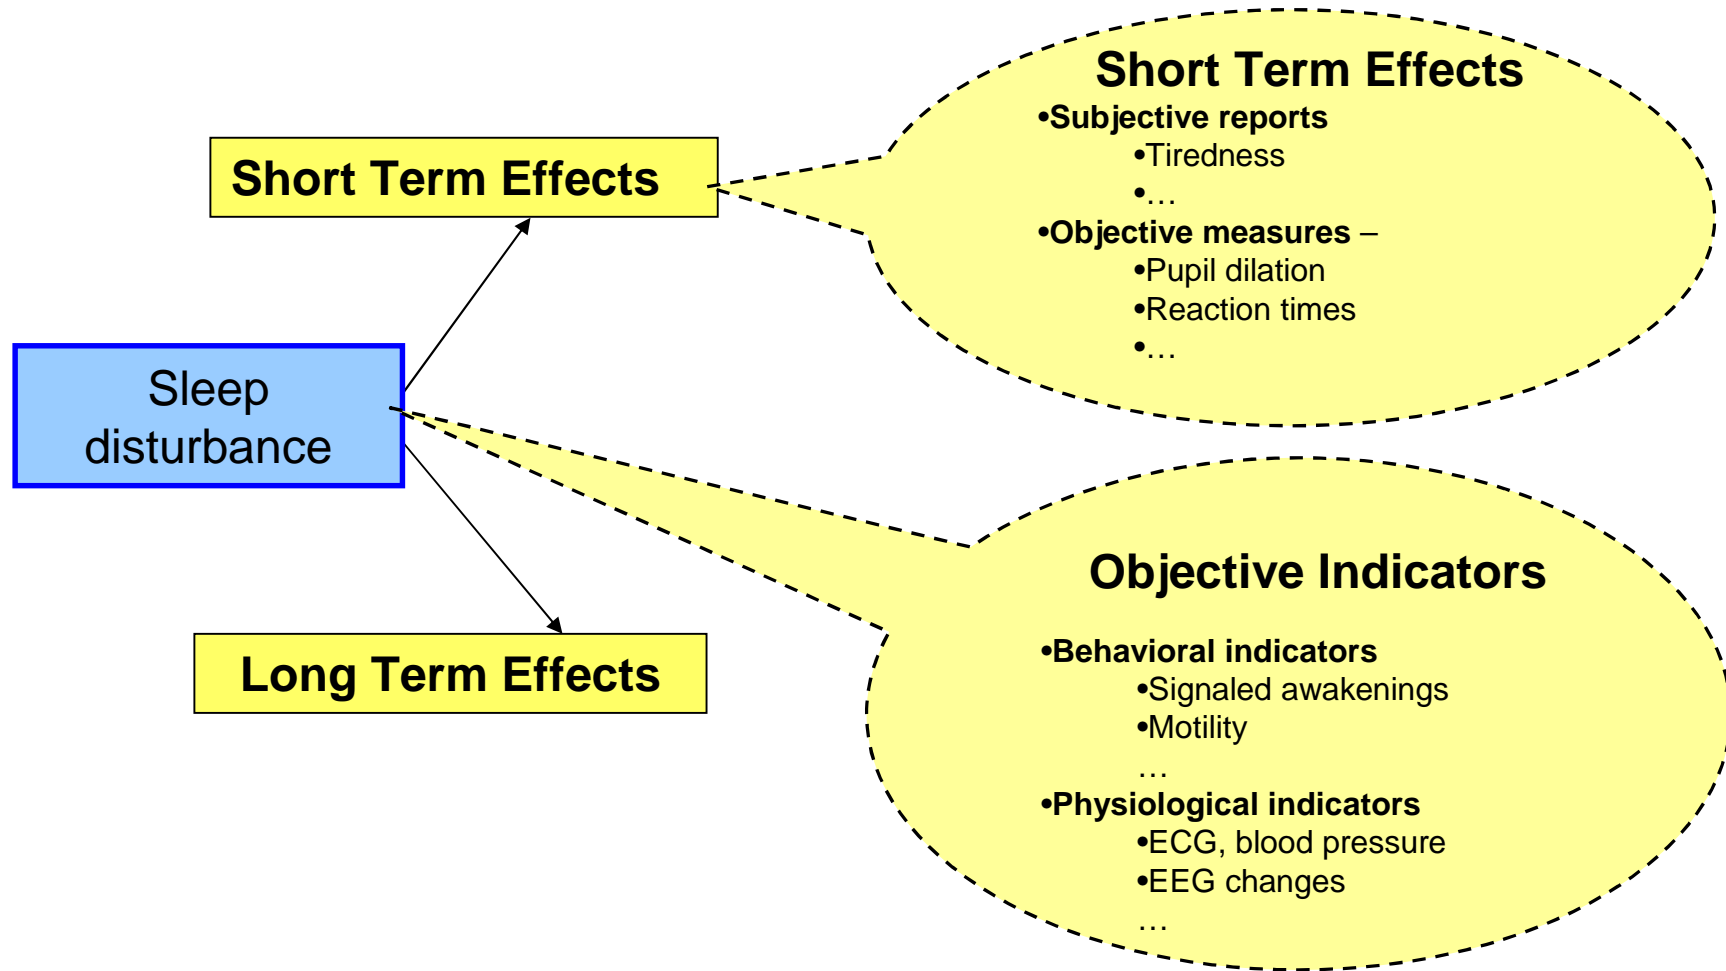 Short Term Effects
•Subjective reports
•Tiredness
•…
•Objective measures –
•Pupil dilation
•Reaction times
•…
Short Term Effects
Sleep
disturbance
Long Term Effects
Objective Indicators
•Behavioral indicators
•Signaled awakenings
•Motility
…
•Physiological indicators
•ECG, blood pressure
•EEG changes
…